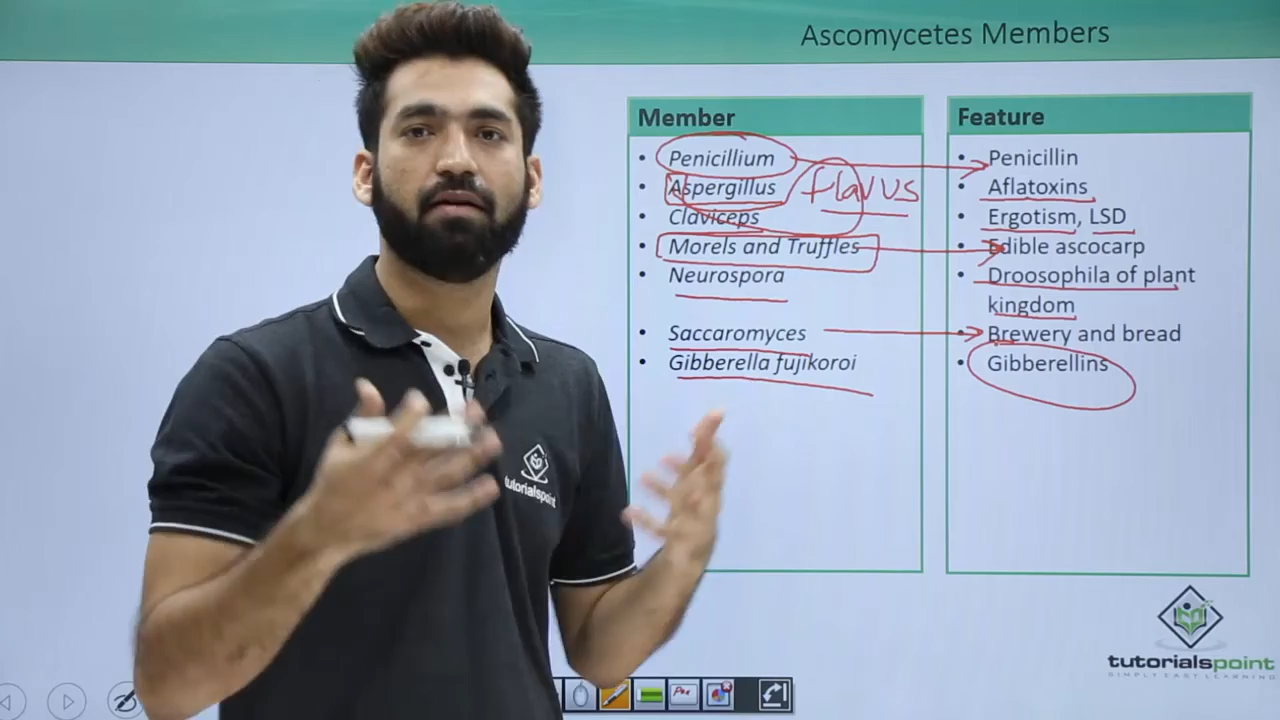 Ascomycetes Members
Member
• Penicillium
• Aspergillus flavus
• Claviceps
• Morels and Truffles
• Neurospora
• Saccaromyces
• Gibberella fujikoroi
Feature
• Penicillin
• Aflatoxins
• Ergotism, LSD
• Edible ascocarp
• Droosophila of plant
kingdom
• Brewery and bread
• Gibberellins
tutorialspoint
tutorialspoint
SIMPLY EASY LEARNING